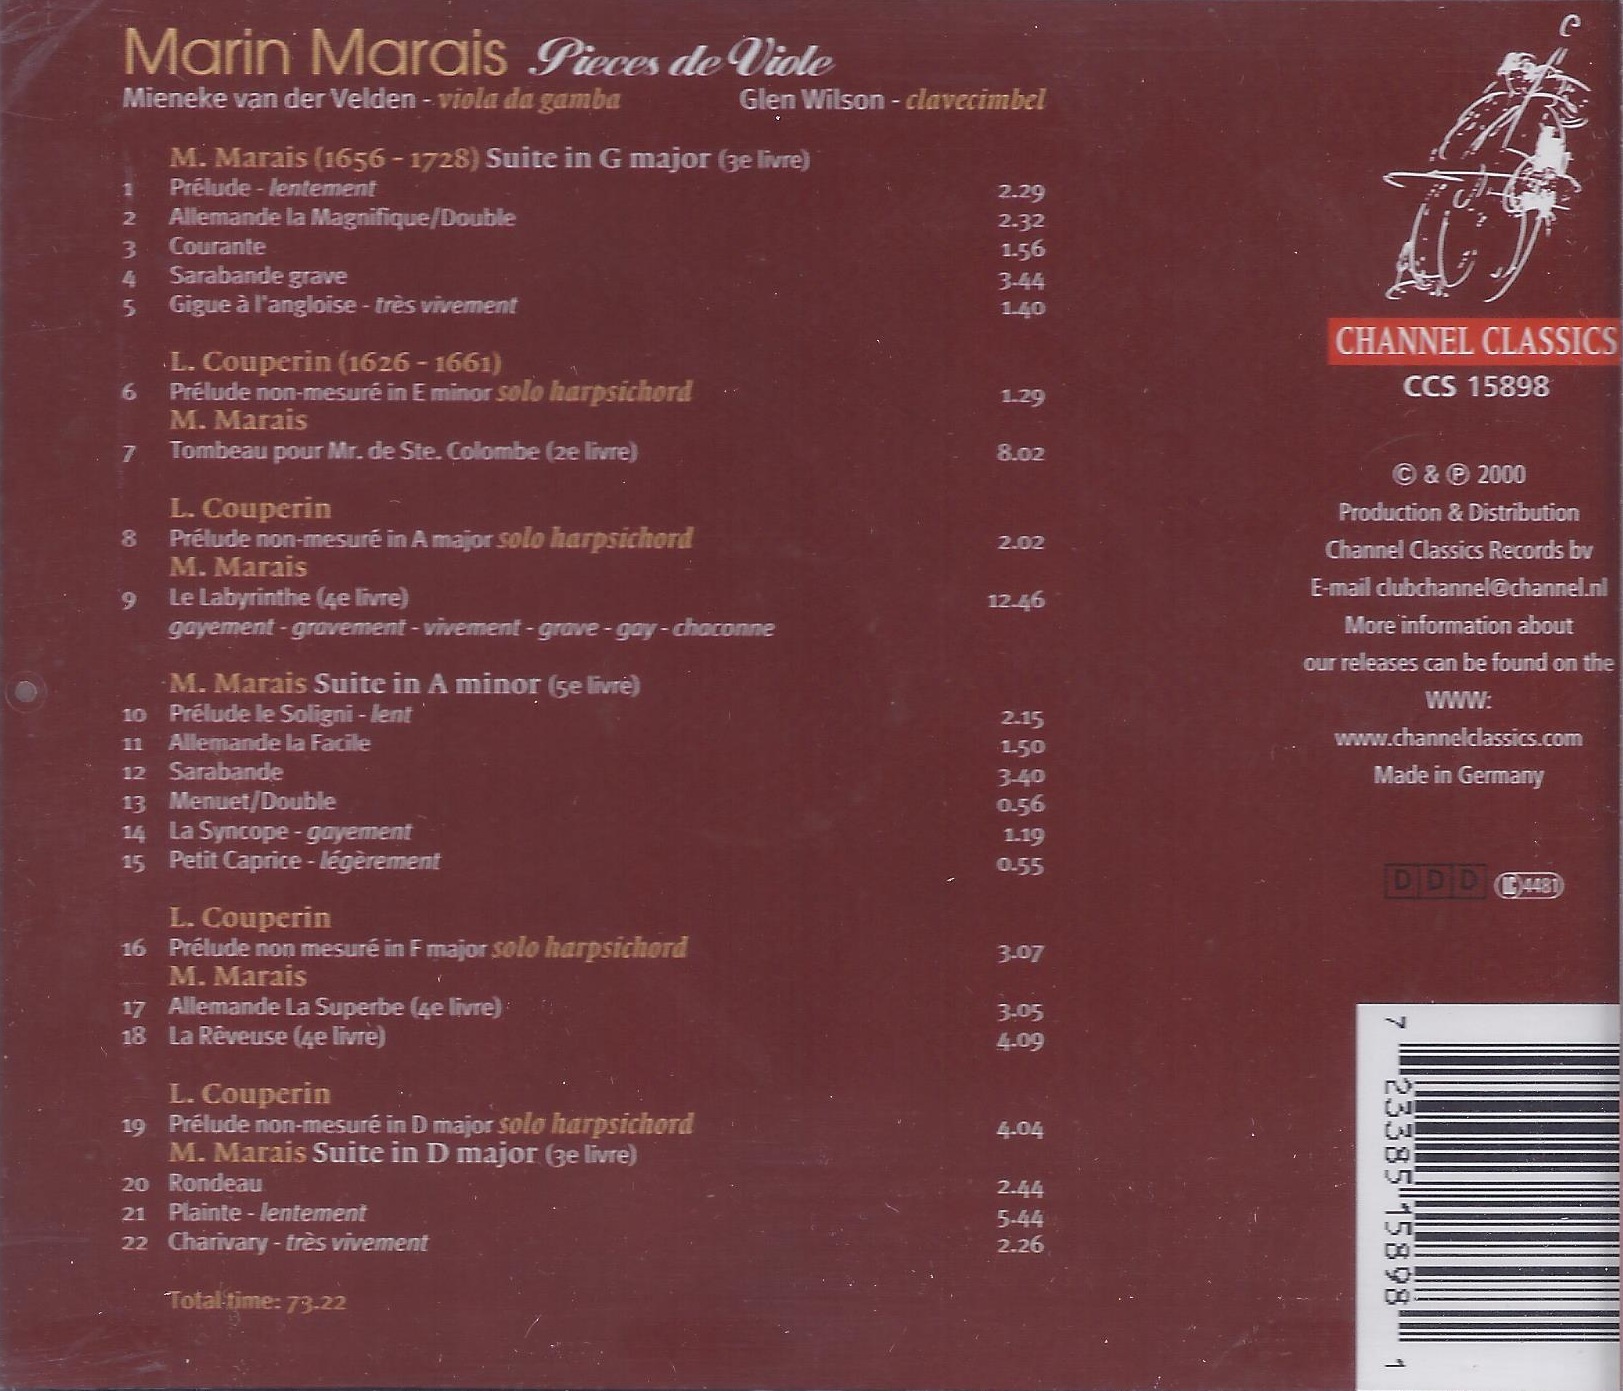 Marin Marais Pieces de Viole
Mieneke van der Velden - viola da gamba Glen Wilson - clavecimbel
M. Marais (1656 - 1728) Suite in G major (3e livre)
1 Prélude - lentement 2.29
2 Allemande la Magnifique/Double 2.32
3 Courante 1.56
4 Sarabande grave 3.44
5 Gigue à l'angloise - très vivement 1.40
L. Couperin (1626 - 1661)
6 Prélude non-mesuré in E minor solo harpsichord 1.29
M. Marais
7 Tombeau pour Mr. de Ste. Colombe (2e livre) 8.02
L. Couperin
8 Prélude non-mesuré in A major solo harpsichord 2.02
M. Marais
9 Le Labyrinthe (4e livre) 12.46
gayement - gravement - vivement - grave - gay - chaconne
M. Marais Suite in A minor (5e livre)
10 Prélude le Soligni - lent 2.15
11 Allemande la Facile 1.50
12 Sarabande 3.40
13 Menuet/Double 0.56
14 La Syncope - gayement 1.19
15 Petit Caprice - légèrement 0.55
L. Couperin
16 Prélude non mesuré in F major solo harpsichord 3.07
M. Marais
17 Allemande La Superbe (4e livre) 3.05
18 La Rêveuse (4e livre) 4.09
L. Couperin
19 Prélude non-mesuré in D major solo harpsichord 4.04
M. Marais Suite in D major (3e livre)
20 Rondeau 2.44
21 Plainte - lentement 5.44
22 Charivary - très vivement 2.26
Total time: 73.22
CHANNEL CLASSICS
CCS 15898
© & ℗ 2000
Production & Distribution
Channel Classics Records bv
E-mail clubchannel@channel.nl
More information about
our releases can be found on the
WWW:
www.channelclassics.com
Made in Germany
DDD LC 4481
7 23385 15898 1